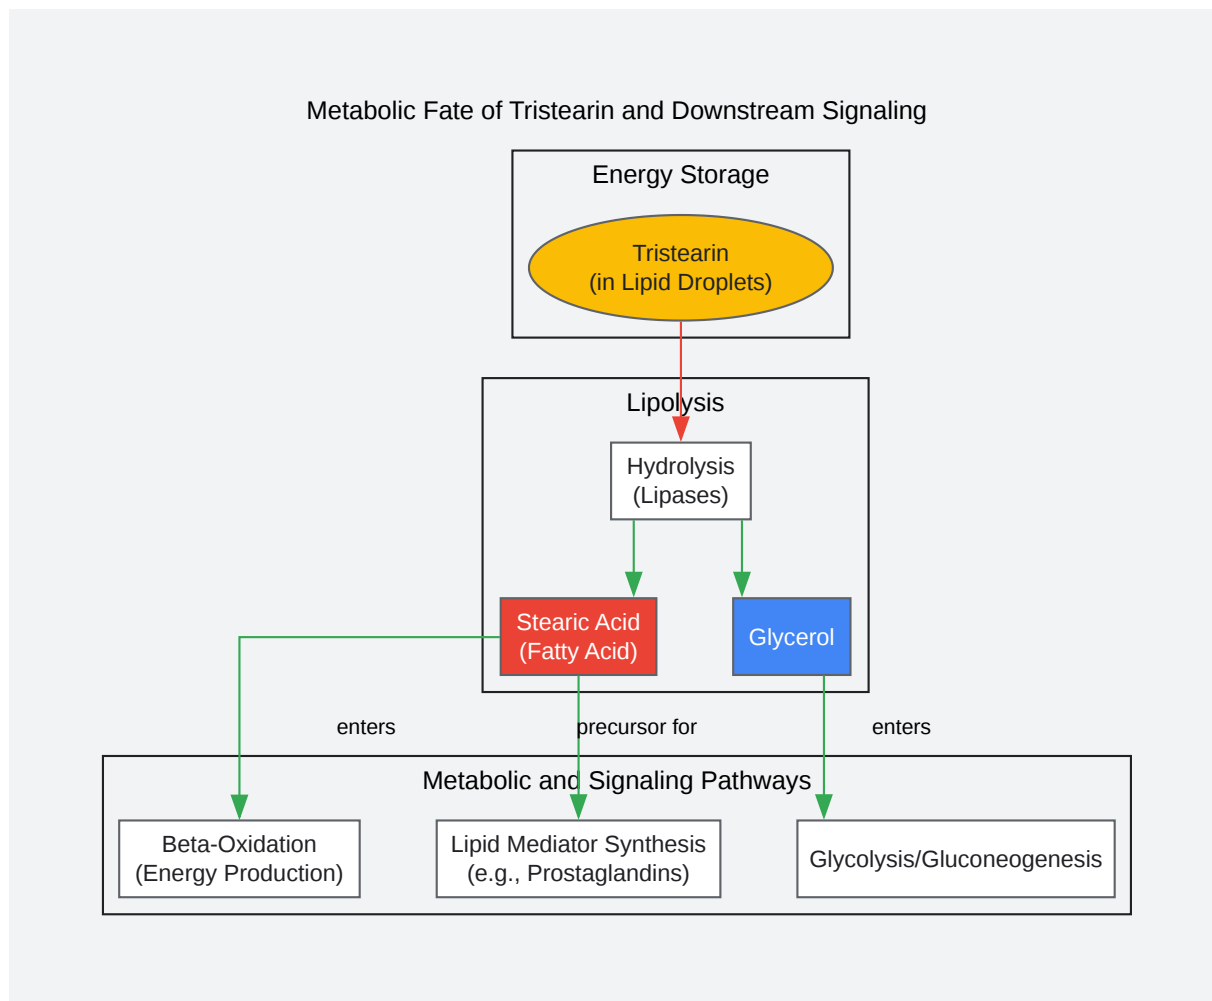 Metabolic Fate of Tristearin and Downstream Signaling
Energy Storage
Tristearin
(in Lipid Droplets)
Lipolysis
Hydrolysis
(Lipases)
Stearic Acid
(Fatty Acid)
Glycerol
enters
precursor for
enters
Metabolic and Signaling Pathways
Beta-Oxidation
(Energy Production)
Lipid Mediator Synthesis
(e.g., Prostaglandins)
Glycolysis/Gluconeogenesis